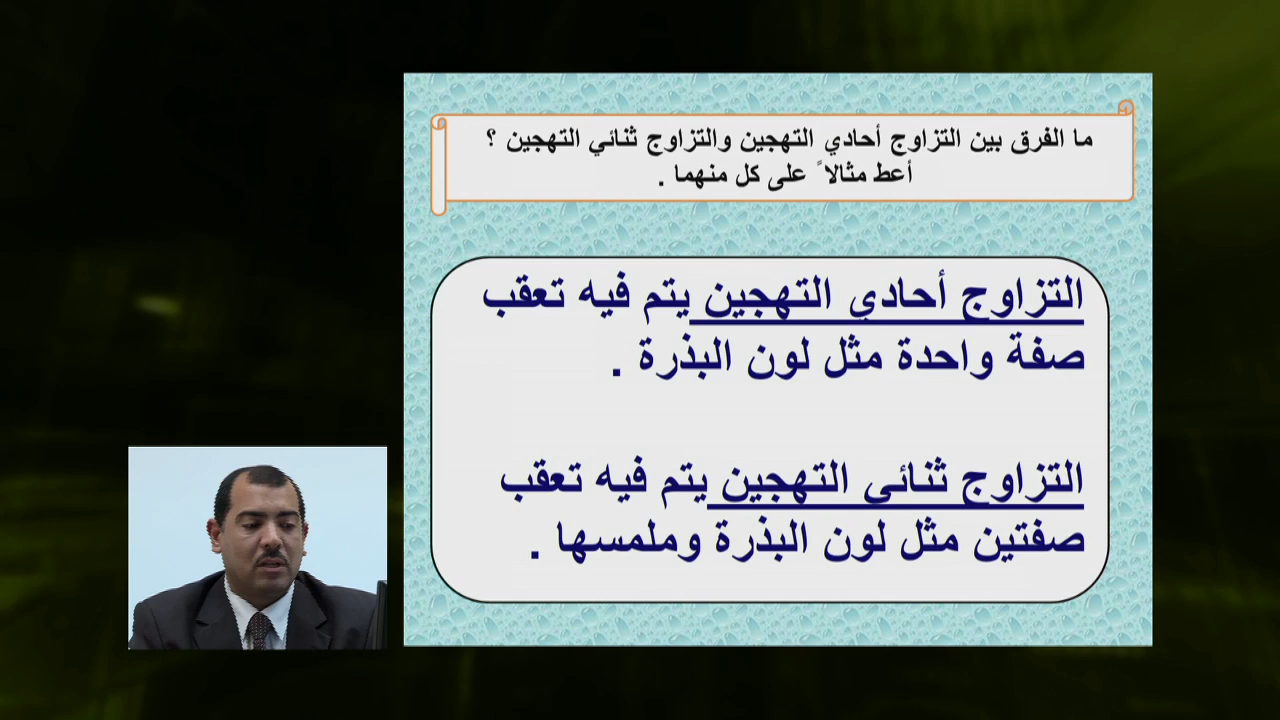 ما الفرق بين التزاوج أحادي التهجين والتزاوج ثنائي التهجين ؟
أعط مثالا ً على كل منهما .
التزاوج أحادي التهجين يتم فيه تعقب
صفة واحدة مثل لون البذرة .
التزاوج ثنائي التهجين يتم فيه تعقب
صفتين مثل لون البذرة وملمسها .